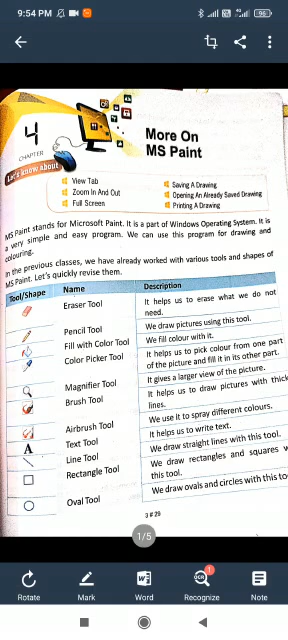 9:54 PM
4
CHAPTER
More On
MS Paint
Let's know about
View Tab
Zoom In And Out
Full Screen
Saving A Drawing
Opening An Already Saved Drawing
Printing A Drawing
MS Paint stands for Microsoft Paint. It is a part of Windows Operating System. It is
a very simple and easy program. We can use this program for drawing and
colouring.
In the previous classes, we have already worked with various tools and shapes of
MS Paint. Let's quickly revise them.
Tool/Shape Name Description
Eraser Tool It helps us to erase what we do not
need.
Pencil Tool We draw pictures using this tool.
Fill with Color Tool We fill colour with it.
Color Picker Tool It helps us to pick colour from one part
of the picture and fill it in its other part.
Magnifier Tool It gives a larger view of the picture.
Brush Tool It helps us to draw pictures with thick
lines.
Airbrush Tool We use it to spray different colours.
A Text Tool It helps us to write text.
Line Tool We draw straight lines with this tool.
Rectangle Tool We draw rectangles and squares w
this tool.
Oval Tool We draw ovals and circles with this to
3 # 29
1/5
Rotate Mark Word Recognize Note